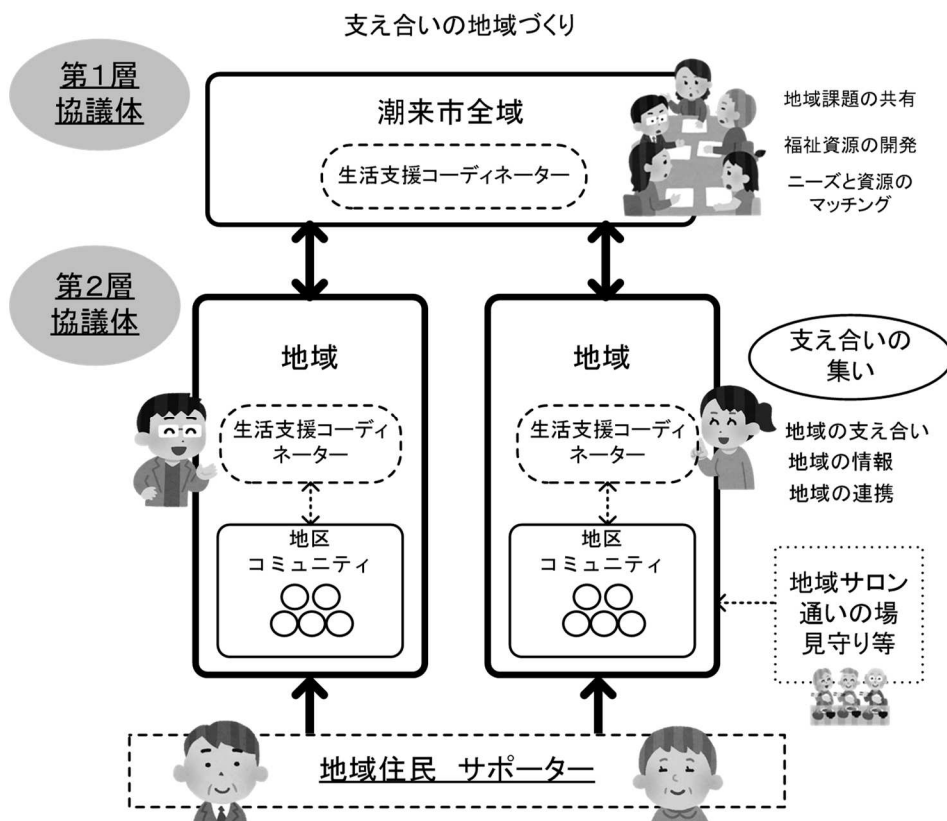 支え合いの地域づくり
第1層
協議体
潮来市全域
生活支援コーディネーター
地域課題の共有
福祉資源の開発
ニーズと資源の
マッチング
第2層
協議体
地域
生活支援コーディ
ネーター
地区
コミュニティ
地域
生活支援コーディ
ネーター
地区
コミュニティ
支え合いの
集い
地域の支え合い
地域の情報
地域の連携
地域サロン
通いの場
見守り等
地域住民 サポーター